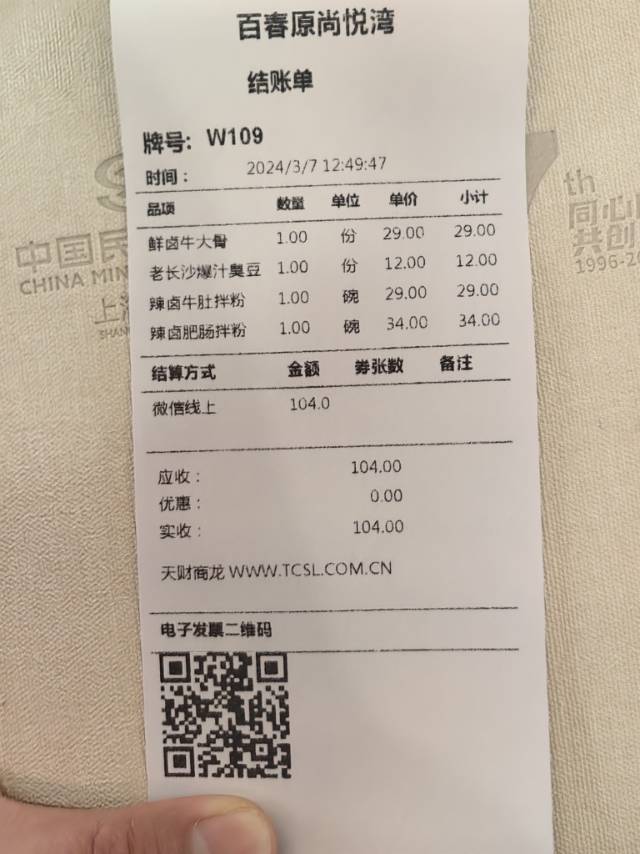 百春原尚悦湾
结账单
牌号: W109
时间： 2024/3/7 12:49:47
品项 数量 单位 单价 小计
鲜卤牛大骨 1.00 份 29.00 29.00
老长沙爆汁臭豆 1.00 份 12.00 12.00
辣卤牛肚拌粉 1.00 碗 29.00 29.00
辣卤肥肠拌粉 1.00 碗 34.00 34.00
结算方式 金额 券张数 备注
微信线上 104.0
应收： 104.00
优惠： 0.00
实收： 104.00
天财商龙 WWW.TCSL.COM.CN
电子发票二维码
中国民
CHINA MIN
上海
SHAN
th
同心
共创
1996-20